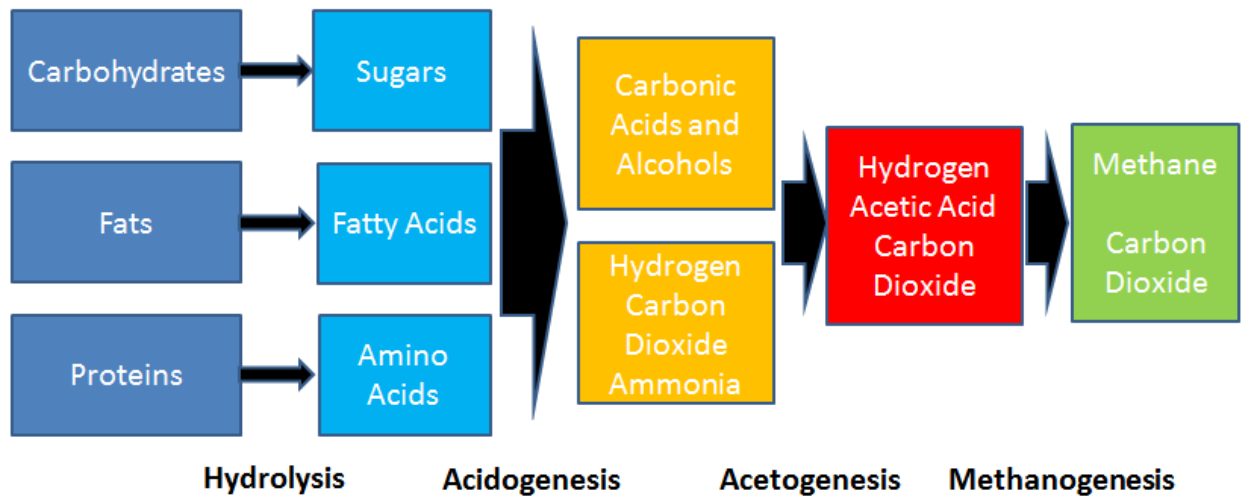 Carbohydrates
Sugars
Fats
Fatty Acids
Proteins
Amino
Acids
Carbonic
Acids and
Alcohols
Hydrogen
Carbon
Dioxide
Ammonia
Hydrogen
Acetic Acid
Carbon
Dioxide
Methane
Carbon
Dioxide
Hydrolysis
Acidogenesis
Acetogenesis
Methanogenesis